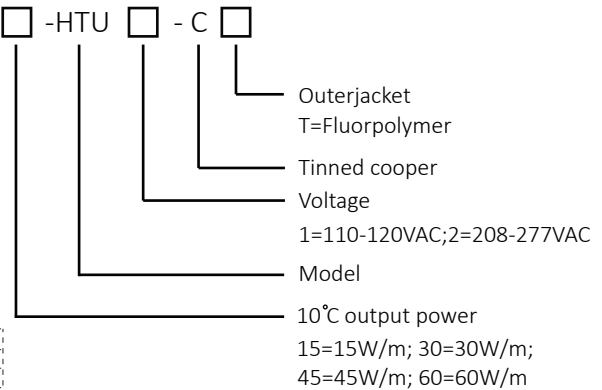 -HTU - C
Outerjacket
T=Fluorpolymer
Tinned cooper
Voltage
1=110-120VAC;2=208-277VAC
Model
10℃ output power
15=15W/m; 30=30W/m;
45=45W/m; 60=60W/m